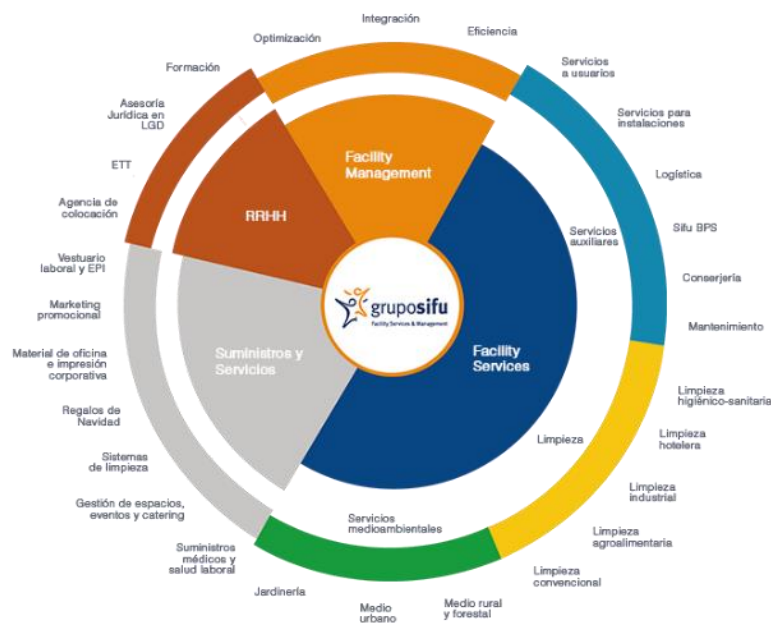 Integración
Optimización
Eficiencia
Formación
Servicios
a usuarios
Asesoría
Jurídica en
LGD
Servicios para
instalaciones
ETT
Facility
Management
Logística
Agencia de
colocación
RRHH
Servicios
auxiliares
Sifu BPS
Vestuario
laboral y EPI
Conserjería
gruposifu
Facility Services & Management
Marketing
promocional
Mantenimiento
Material de oficina
e impresión
corporativa
Suministros y
Servicios
Facility
Services
Limpieza
higiénico-sanitaria
Regalos de
Navidad
Limpieza
Limpieza
hotelera
Sistemas
de limpieza
Limpieza
industrial
Gestión de espacios,
eventos y catering
Servicios
medioambientales
Limpieza
agroalimentaria
Suministros
médicos y
salud laboral
Limpieza
convencional
Jardinería
Medio
urbano
Medio rural
y forestal